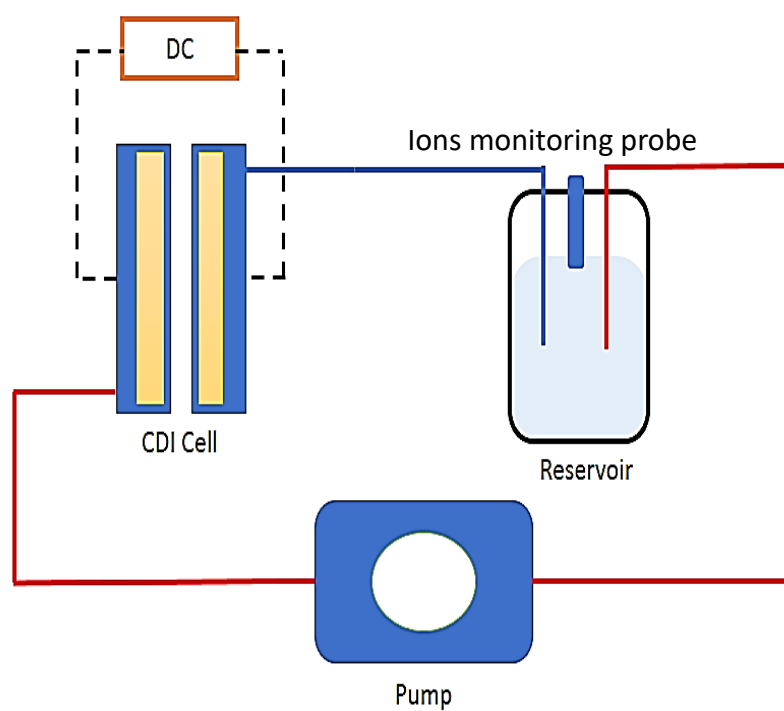 DC
Ions monitoring probe
CDI Cell
Reservoir
Pump